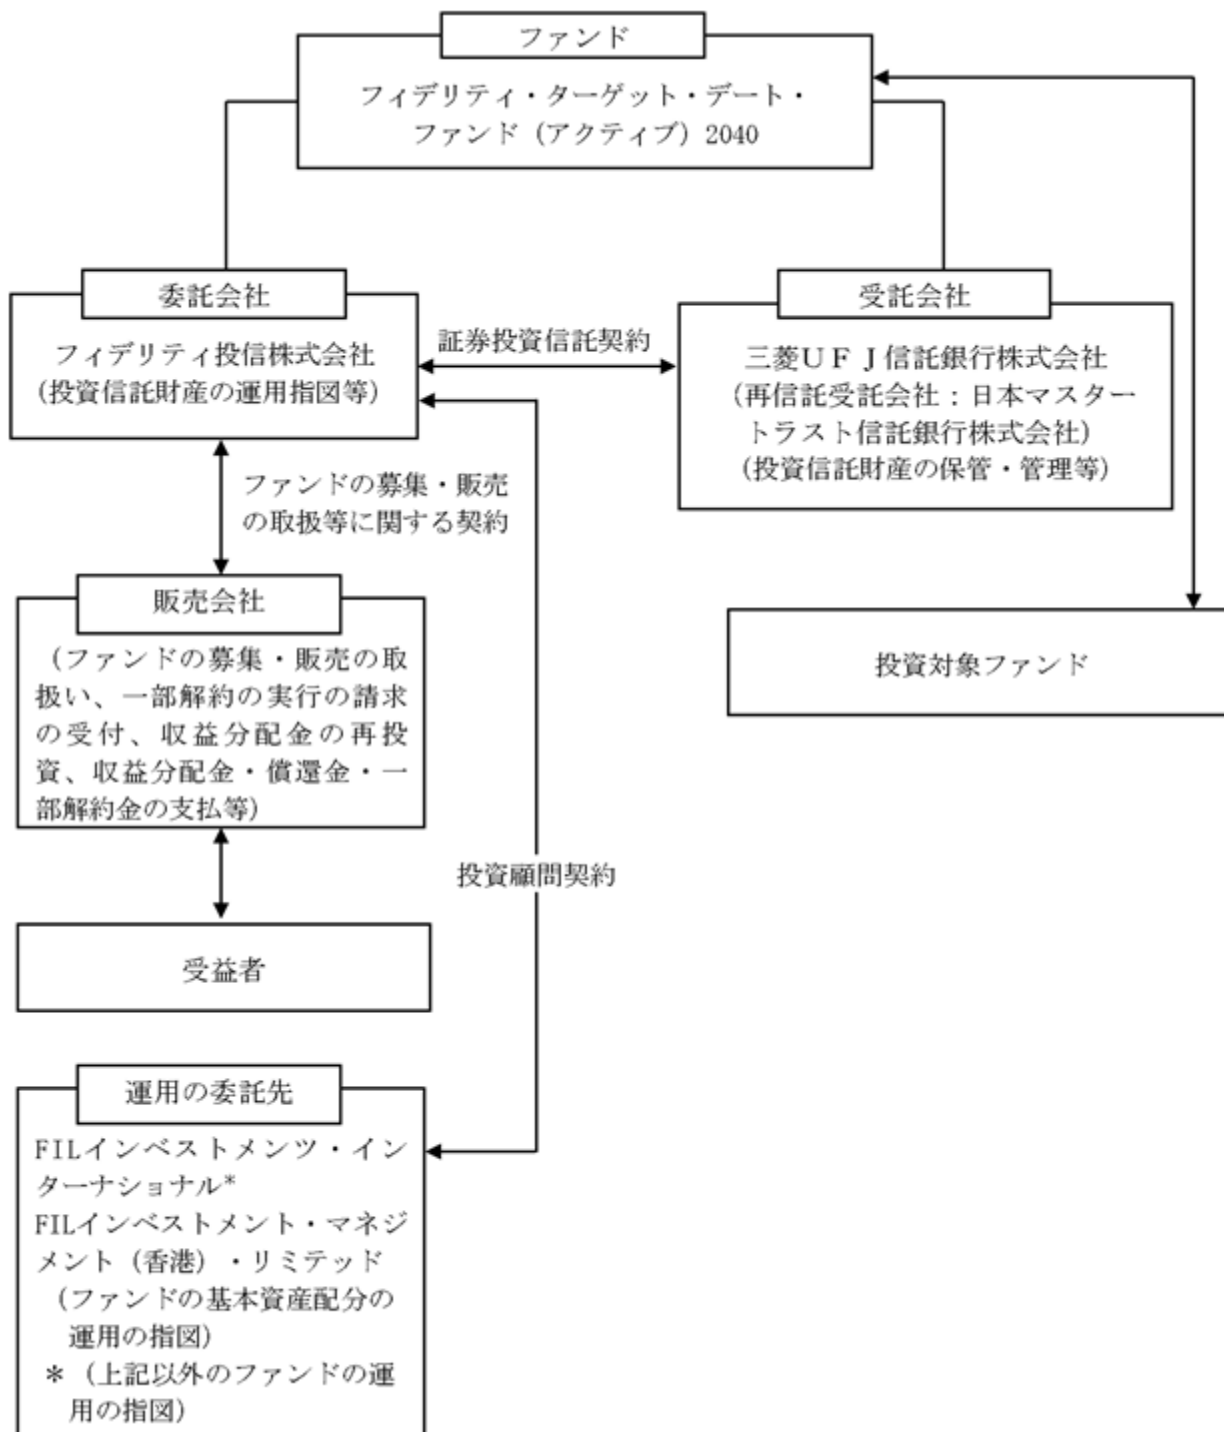 ファンド
フィデリティ・ターゲット・デート・
ファンド（アクティブ）2040
委託会社
フィデリティ投信株式会社
（投資信託財産の運用指図等）
証券投資信託契約
受託会社
三菱ＵＦＪ信託銀行株式会社
（再信託受託会社：日本マスター
トラスト信託銀行株式会社）
（投資信託財産の保管・管理等）
ファンドの募集・販売
の取扱等に関する契約
販売会社
（ファンドの募集・販売の取
扱い、一部解約の実行の請求
の受付、収益分配金の再投
資、収益分配金・償還金・一
部解約金の支払等）
投資対象ファンド
投資顧問契約
受益者
運用の委託先
FILインベストメンツ・イン
ターナショナル*
FILインベストメント・マネジ
メント（香港）・リミテッド
（ファンドの基本資産配分の
運用の指図）
＊（上記以外のファンドの運
用の指図）